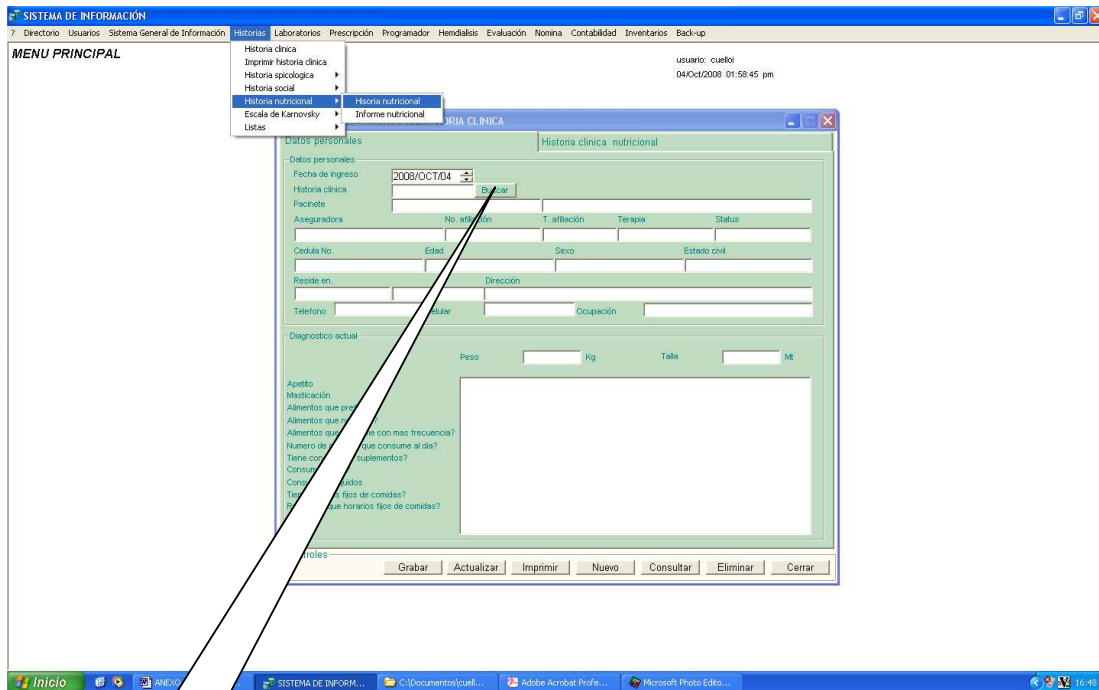 SISTEMA DE INFORMACIÓN
? Directorio Usuarios Sistema General de Información Historias Laboratorios Prescripción Programador Hemdialisis Evaluación Nomina Contabilidad Inventarios Back-up
MENU PRINCIPAL
usuario: cuelloi
04/Oct/2008 01:58:45 pm
Historia clinica
Imprimir historia clinica
Historia spicologica
Historia social
Historia nutricional
Escala de Karnovsky
Listas
Hisoria nutricional
Informe nutricional
CLINICA
Datos personales Historia clinica nutricional
Datos personales
Fecha de ingreso 2008/OCT/04
Historia clinica Buscar
Pacinete
Aseguradora No. afiliación T. afiliación Terapia Status
Cedula No. Edad Sexo Estado civil
Reside en. Dirección
Telefono Ocupación
Diagnostico actual
Peso Kg Talla Mt
Apetito
Masticación
Alimentos que
Alimentos que
Alimentos que con mas frecuencia?
Numero de que consume al dia?
Tiene suplementos?
fijos de comidas?
que horarios fijos de comidas?
Grabar Actualizar Imprimir Nuevo Consultar Eliminar Cerrar
Inicio ANEXO SISTEMA DE INFORM... C:\Documentos\cuell... Adobe Acrobat Profe... Microsoft Photo Edito... 16:48